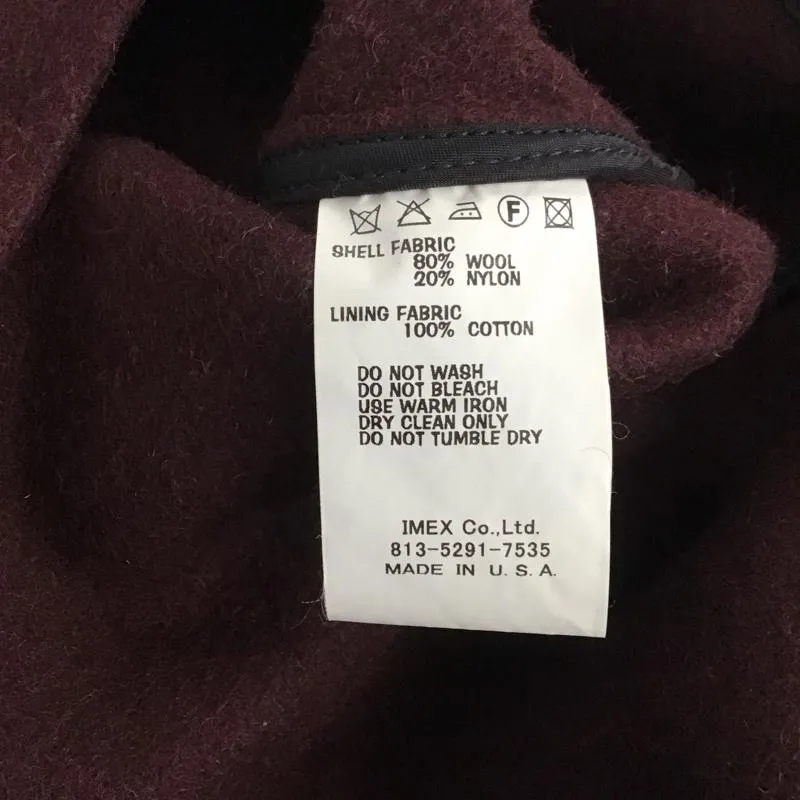 F
SHELL FABRIC
80% WOOL
20% NYLON
LINING FABRIC
100% COTTON
DO NOT WASH
DO NOT BLEACH
USE WARM IRON
DRY CLEAN ONLY
DO NOT TUMBLE DRY
IMEX Co.,Ltd.
813-5291-7535
MADE IN U.S.A.